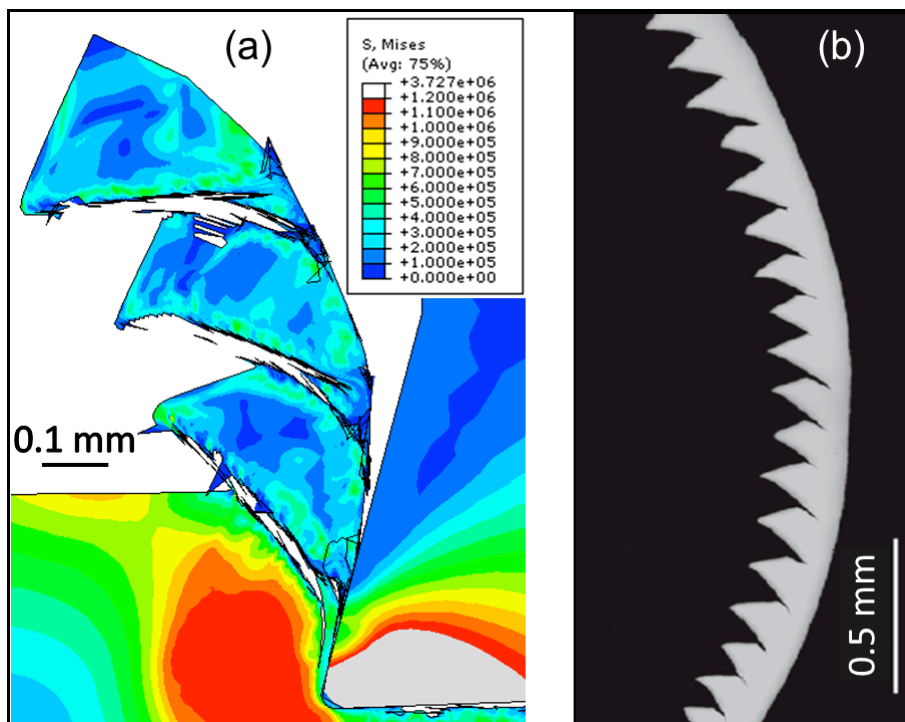 (a)
S, Mises
(Avg: 75%)
+3.727e+06
+1.200e+06
+1.100e+06
+1.000e+06
+9.000e+05
+8.000e+05
+7.000e+05
+6.000e+05
+5.000e+05
+4.000e+05
+3.000e+05
+2.000e+05
+1.000e+05
+0.000e+00
0.1 mm
(b)
0.5 mm